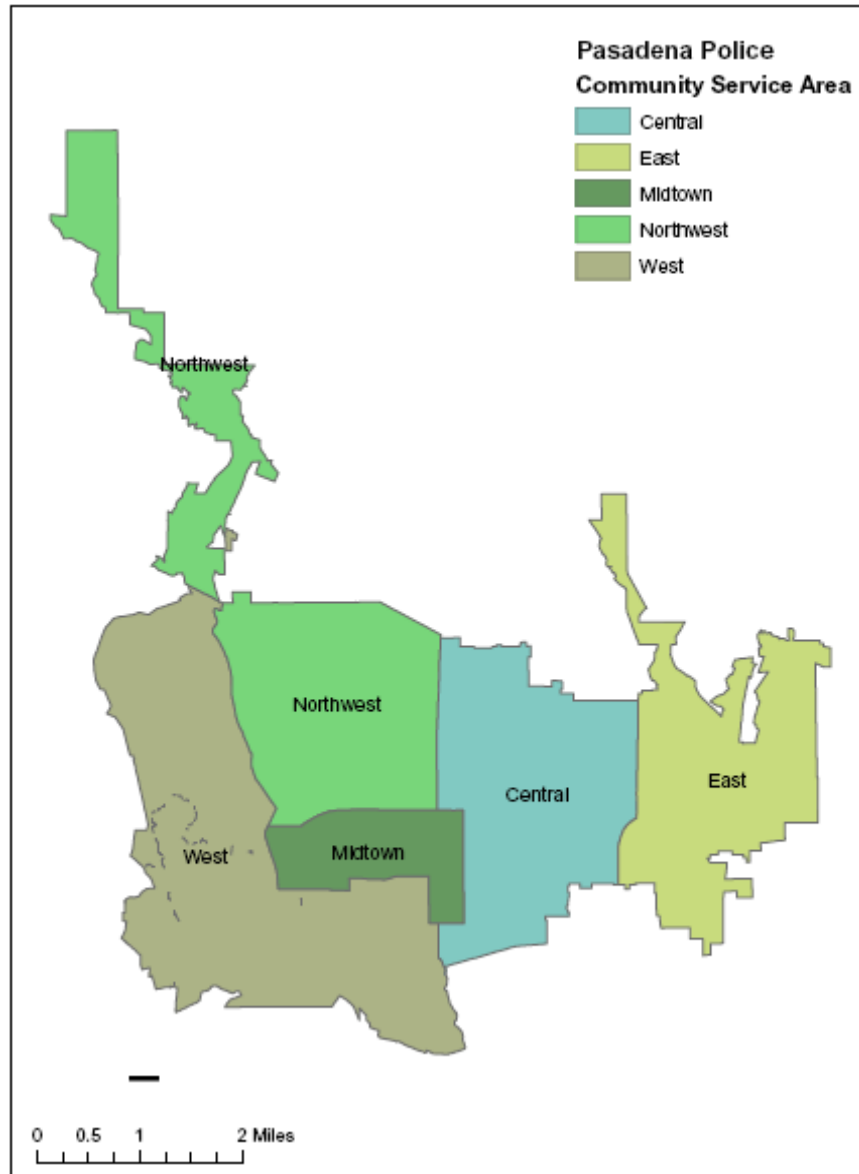 Pasadena Police
Community Service Area
Central
East
Midtown
Northwest
West
Northwest
Northwest
Central
East
West
Midtown
0 0.5 1 2 Miles